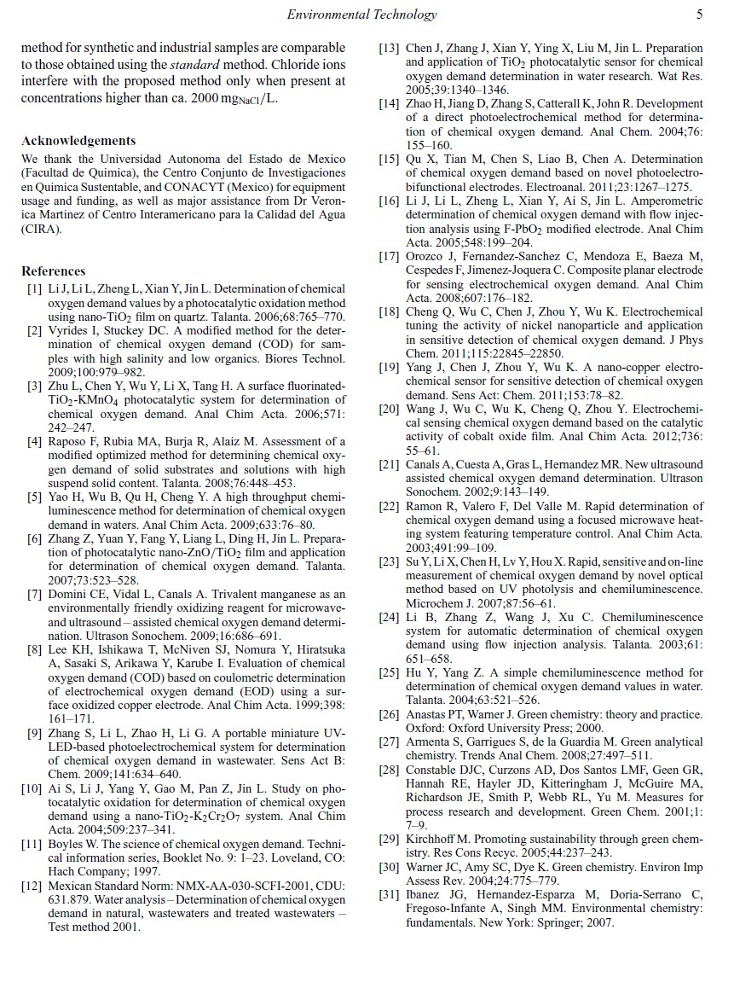 Environmental Technology 5
method for synthetic and industrial samples are comparable
to those obtained using the standard method. Chloride ions
interfere with the proposed method only when present at
concentrations higher than ca. 2000 mgNaCl/L.
Acknowledgements
We thank the Universidad Autonoma del Estado de Mexico
(Facultad de Quimica), the Centro Conjunto de Investigaciones
en Quimica Sustentable, and CONACYT (Mexico) for equipment
usage and funding, as well as major assistance from Dr Veron-
ica Martinez of Centro Interamericano para la Calidad del Agua
(CIRA).
References
[1] Li J, Li L, Zheng L, Xian Y, Jin L. Determination of chemical
oxygen demand values by a photocatalytic oxidation method
using nano-TiO2 film on quartz. Talanta. 2006;68:765–770.
[2] Vyrides I, Stuckey DC. A modified method for the deter-
mination of chemical oxygen demand (COD) for sam-
ples with high salinity and low organics. Biores Technol.
2009;100:979–982.
[3] Zhu L, Chen Y, Wu Y, Li X, Tang H. A surface fluorinated-
TiO2-KMnO4 photocatalytic system for determination of
chemical oxygen demand. Anal Chim Acta. 2006;571:
242–247.
[4] Raposo F, Rubia MA, Burja R, Alaiz M. Assessment of a
modified optimized method for determining chemical oxy-
gen demand of solid substrates and solutions with high
suspend solid content. Talanta. 2008;76:448–453.
[5] Yao H, Wu B, Qu H, Cheng Y. A high throughput chemi-
luminescence method for determination of chemical oxygen
demand in waters. Anal Chim Acta. 2009;633:76–80.
[6] Zhang Z, Yuan Y, Fang Y, Liang L, Ding H, Jin L. Prepara-
tion of photocatalytic nano-ZnO/TiO2 film and application
for determination of chemical oxygen demand. Talanta.
2007;73:523–528.
[7] Domini CE, Vidal L, Canals A. Trivalent manganese as an
environmentally friendly oxidizing reagent for microwave-
and ultrasound–assisted chemical oxygen demand determi-
nation. Ultrason Sonochem. 2009;16:686–691.
[8] Lee KH, Ishikawa T, McNiven SJ, Nomura Y, Hiratsuka
A, Sasaki S, Arikawa Y, Karube I. Evaluation of chemical
oxygen demand (COD) based on coulometric determination
of electrochemical oxygen demand (EOD) using a sur-
face oxidized copper electrode. Anal Chim Acta. 1999;398:
161–171.
[9] Zhang S, Li L, Zhao H, Li G. A portable miniature UV-
LED-based photoelectrochemical system for determination
of chemical oxygen demand in wastewater. Sens Act B:
Chem. 2009;141:634–640.
[10] Ai S, Li J, Yang Y, Gao M, Pan Z, Jin L. Study on pho-
tocatalytic oxidation for determination of chemical oxygen
demand using a nano-TiO2-K2Cr2O7 system. Anal Chim
Acta. 2004;509:237–341.
[11] Boyles W. The science of chemical oxygen demand. Techni-
cal information series, Booklet No. 9: 1–23. Loveland, CO:
Hach Company; 1997.
[12] Mexican Standard Norm: NMX-AA-030-SCFI-2001, CDU:
631.879. Water analysis – Determination of chemical oxygen
demand in natural, wastewaters and treated wastewaters –
Test method 2001.
[13] Chen J, Zhang J, Xian Y, Ying X, Liu M, Jin L. Preparation
and application of TiO2 photocatalytic sensor for chemical
oxygen demand determination in water research. Wat Res.
2005;39:1340–1346.
[14] Zhao H, Jiang D, Zhang S, Catterall K, John R. Development
of a direct photoelectrochemical method for determina-
tion of chemical oxygen demand. Anal Chem. 2004;76:
155–160.
[15] Qu X, Tian M, Chen S, Liao B, Chen A. Determination
of chemical oxygen demand based on novel photoelectro-
bifunctional electrodes. Electroanal. 2011;23:1267–1275.
[16] Li J, Li L, Zheng L, Xian Y, Ai S, Jin L. Amperometric
determination of chemical oxygen demand with flow injec-
tion analysis using F-PbO2 modified electrode. Anal Chim
Acta. 2005;548:199–204.
[17] Orozco J, Fernandez-Sanchez C, Mendoza E, Baeza M,
Cespedes F, Jimenez-Joquera C. Composite planar electrode
for sensing electrochemical oxygen demand. Anal Chim
Acta. 2008;607:176–182.
[18] Cheng Q, Wu C, Chen J, Zhou Y, Wu K. Electrochemical
tuning the activity of nickel nanoparticle and application
in sensitive detection of chemical oxygen demand. J Phys
Chem. 2011;115:22845–22850.
[19] Yang J, Chen J, Zhou Y, Wu K. A nano-copper electro-
chemical sensor for sensitive detection of chemical oxygen
demand. Sens Act: Chem. 2011;153:78–82.
[20] Wang J, Wu C, Wu K, Cheng Q, Zhou Y. Electrochemi-
cal sensing chemical oxygen demand based on the catalytic
activity of cobalt oxide film. Anal Chim Acta. 2012;736:
55–61.
[21] Canals A, Cuesta A, Gras L, Hernandez MR. New ultrasound
assisted chemical oxygen demand determination. Ultrason
Sonochem. 2002;9:143–149.
[22] Ramon R, Valero F, Del Valle M. Rapid determination of
chemical oxygen demand using a focused microwave heat-
ing system featuring temperature control. Anal Chim Acta.
2003;491:99–109.
[23] Su Y, Li X, Chen H, Lv Y, Hou X. Rapid, sensitive and on-line
measurement of chemical oxygen demand by novel optical
method based on UV photolysis and chemiluminescence.
Microchem J. 2007;87:56–61.
[24] Li B, Zhang Z, Wang J, Xu C. Chemiluminescence
system for automatic determination of chemical oxygen
demand using flow injection analysis. Talanta. 2003;61:
651–658.
[25] Hu Y, Yang Z. A simple chemiluminescence method for
determination of chemical oxygen demand values in water.
Talanta. 2004;63:521–526.
[26] Anastas PT, Warner J. Green chemistry: theory and practice.
Oxford: Oxford University Press; 2000.
[27] Armenta S, Garrigues S, de la Guardia M. Green analytical
chemistry. Trends Anal Chem. 2008;27:497–511.
[28] Constable DJC, Curzons AD, Dos Santos LMF, Geen GR,
Hannah RE, Hayler JD, Kitteringham J, McGuire MA,
Richardson JE, Smith P, Webb RL, Yu M. Measures for
process research and development. Green Chem. 2001;1:
7–9.
[29] Kirchhoff M. Promoting sustainability through green chem-
istry. Res Cons Recyc. 2005;44:237–243.
[30] Warner JC, Amy SC, Dye K. Green chemistry. Environ Imp
Assess Rev. 2004;24:775–779.
[31] Ibanez JG, Hernandez-Esparza M, Doria-Serrano C,
Fregoso-Infante A, Singh MM. Environmental chemistry:
fundamentals. New York: Springer; 2007.